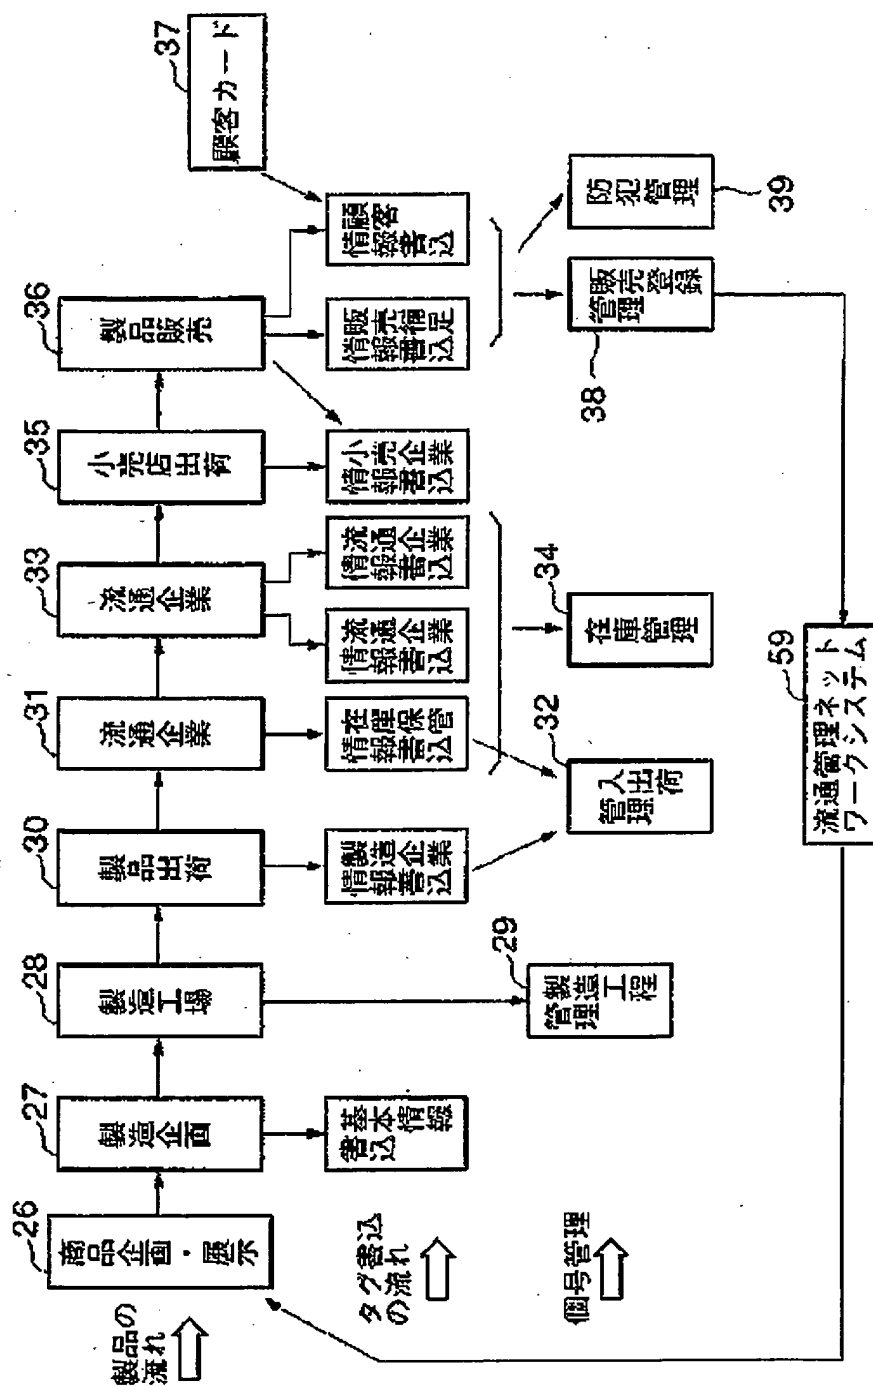 製品の
流れ
26
商品企画・展示
27
製造企画
28
製造工場
30
製品出荷
31
流通企業
33
流通企業
35
小売店出荷
36
製品販売
37
顧客カード
タグ書込
の流れ
基本情報
書込
製造企業
情報書込
在庫保管
情報書込
流通企業
情報書込
流通企業
情報書込
小売企業
情報書込
販売補足
情報書込
顧客
情報書込
個号管理
29
製造工程
管理
32
入出荷
管理
34
在庫管理
38
販売登録
管理
39
防犯管理
59
流通管理ネット
ワークシステム